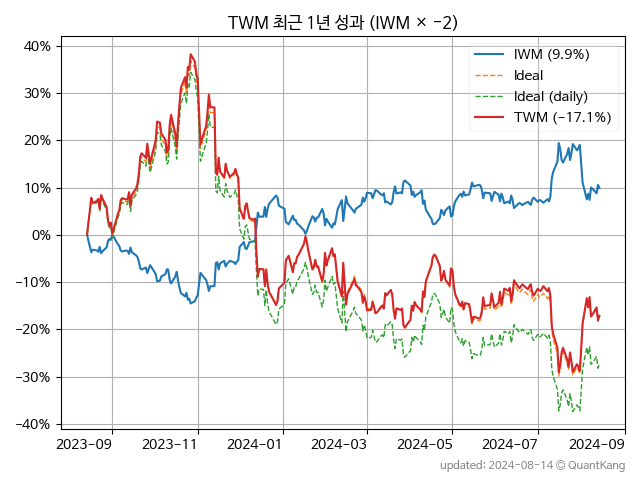 TWM 최근 1년 성과 (IWM × −2)
IWM (9.9%)
Ideal
Ideal (daily)
TWM (−17.1%)
40%
30%
20%
10%
0%
−10%
−20%
−30%
−40%
2023-09 2023-11 2024-01 2024-03 2024-05 2024-07 2024-09
updated: 2024-08-14 © QuantKang